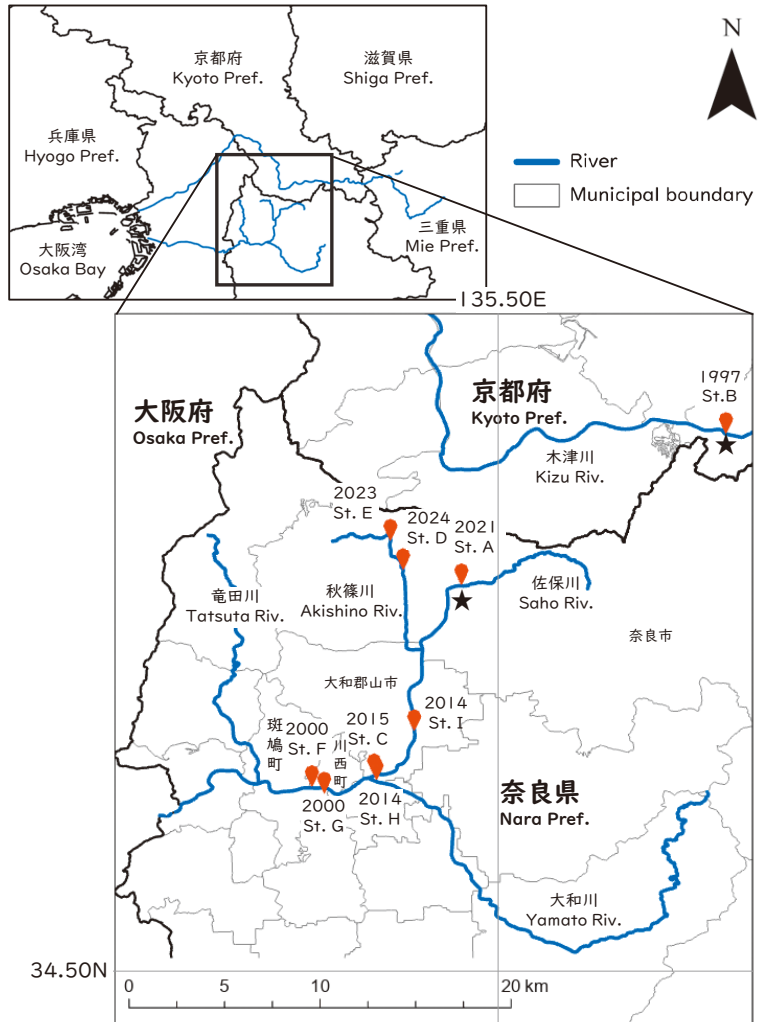 京都府
Kyoto Pref.
滋賀県
Shiga Pref.
兵庫県
Hyogo Pref.
大阪湾
Osaka Bay
三重県
Mie Pref.
N
River
Municipal boundary
135.50E
大阪府
Osaka Pref.
京都府
Kyoto Pref.
1997
St.B
木津川
Kizu Riv.
2023
St. E
2024
St. D
2021
St. A
竜田川
Tatsuta Riv.
秋篠川
Akishino Riv.
佐保川
Saho Riv.
奈良市
大和郡山市
2014
St. I
斑鳩町
2000
St. F
川西町
2015
St. C
2000
St. G
2014
St. H
奈良県
Nara Pref.
大和川
Yamato Riv.
34.50N
0 5 10 20 km